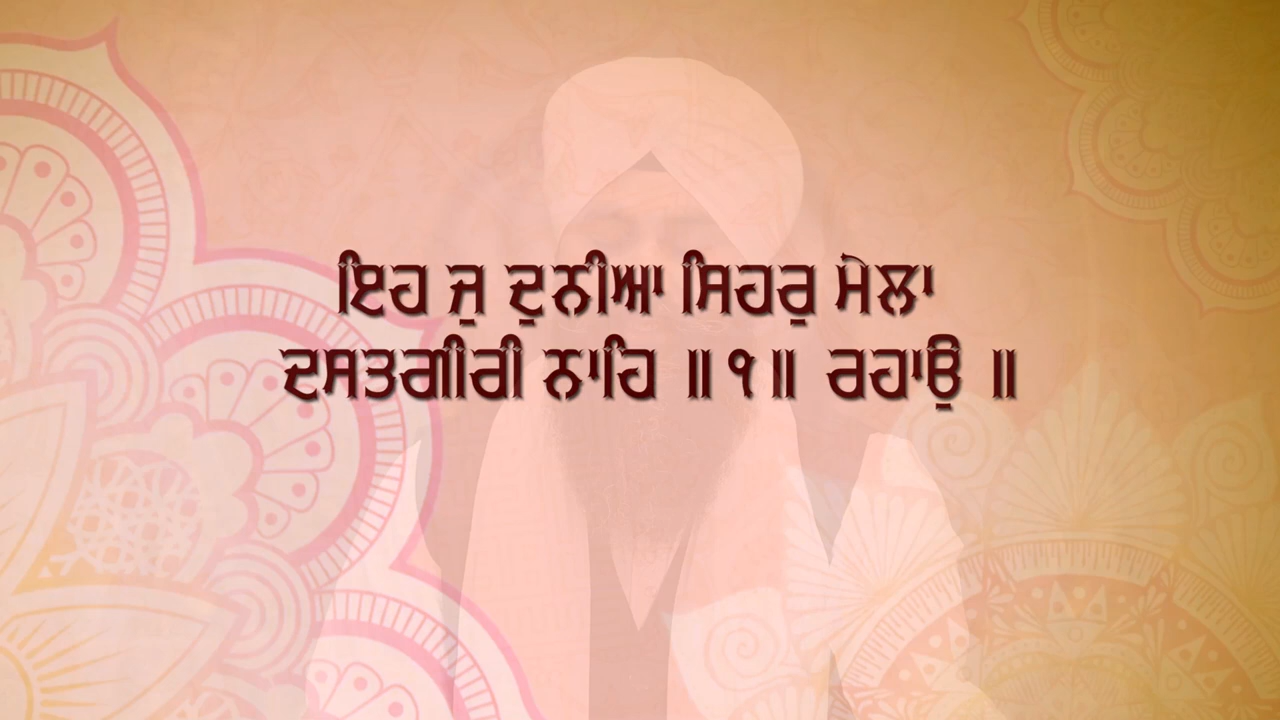 ਇਹ ਜੁ ਦੁਨੀਆ ਸਿਹਰੁ ਮੇਲਾ
ਦਸਤਗੀਰੀ ਨਾਹਿ ॥੧॥ ਰਹਾਉ ॥